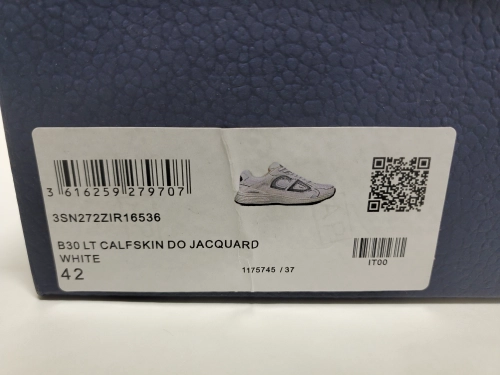 3 616259 279707
3SN272ZIR16536
B30 LT CALFSKIN DO JACQUARD
WHITE
42
1175745 / 37
IT00